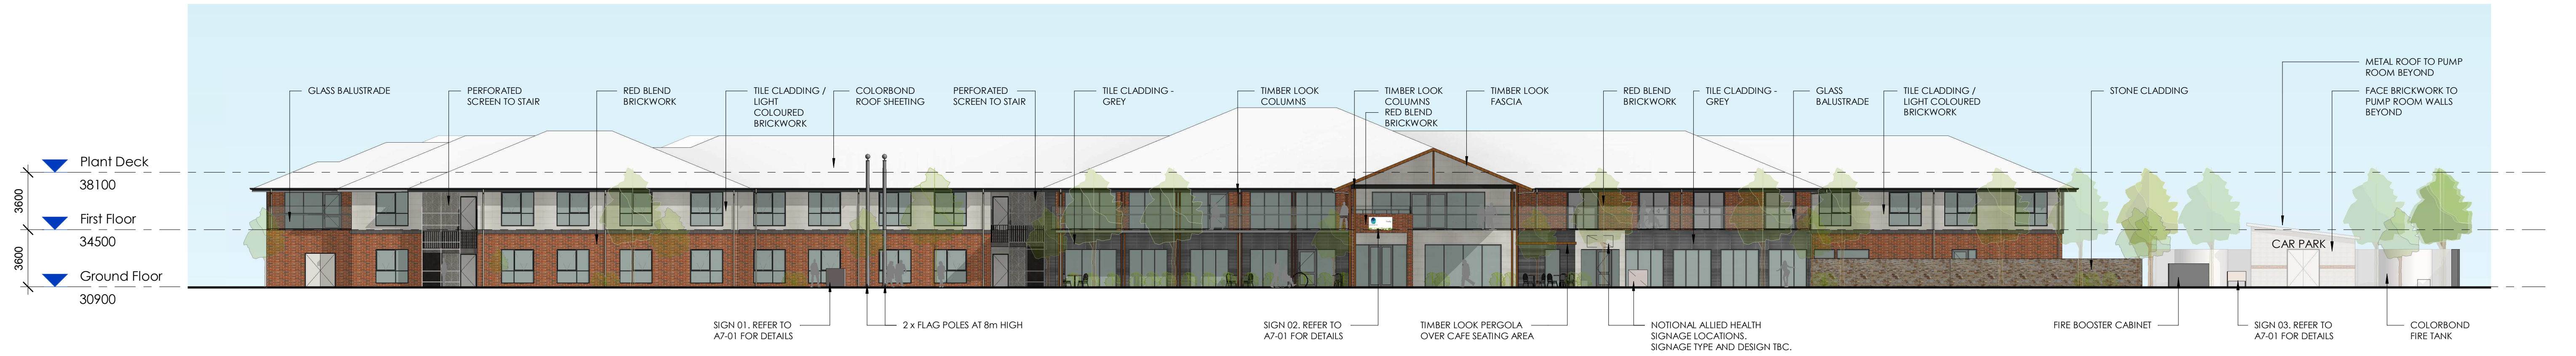 METAL ROOF TO PUMP
ROOM BEYOND
GLASS BALUSTRADE
PERFORATED
SCREEN TO STAIR
RED BLEND
BRICKWORK
TILE CLADDING /
LIGHT
COLOURED
BRICKWORK
COLORBOND
ROOF SHEETING
PERFORATED
SCREEN TO STAIR
TILE CLADDING -
GREY
TIMBER LOOK
COLUMNS
TIMBER LOOK
COLUMNS
RED BLEND
BRICKWORK
TIMBER LOOK
FASCIA
RED BLEND
BRICKWORK
TILE CLADDING -
GREY
GLASS
BALUSTRADE
TILE CLADDING /
LIGHT COLOURED
BRICKWORK
STONE CLADDING
FACE BRICKWORK TO
PUMP ROOM WALLS
BEYOND
Plant Deck
38100
3600
First Floor
34500
3600
Ground Floor
30900
CAR PARK
SIGN 01. REFER TO
A7-01 FOR DETAILS
2 x FLAG POLES AT 8m HIGH
SIGN 02. REFER TO
A7-01 FOR DETAILS
TIMBER LOOK PERGOLA
OVER CAFE SEATING AREA
NOTIONAL ALLIED HEALTH
SIGNAGE LOCATIONS.
SIGNAGE TYPE AND DESIGN TBC.
FIRE BOOSTER CABINET
SIGN 03. REFER TO
A7-01 FOR DETAILS
COLORBOND
FIRE TANK